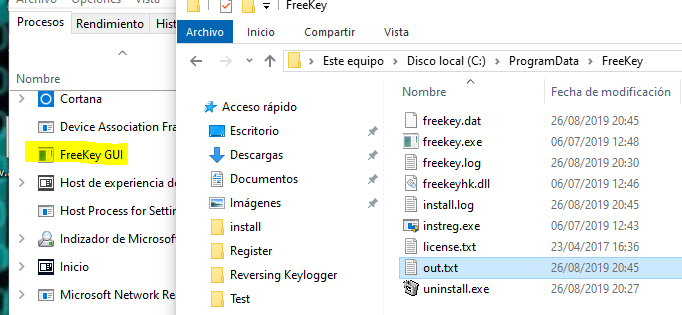 Archivo Opciones Vista
Procesos Rendimiento Hist
Nombre
Cortana
Device Association Fra
FreeKey GUI
Host de experiencia d
Host Process for Settin
Indizador de Microsof
Inicio
Microsoft Network Rea
FreeKey
Archivo Inicio Compartir Vista
Este equipo Disco local (C:) ProgramData FreeKey
Acceso rápido
Escritorio
Descargas
Documentos
Imágenes
install
Register
Reversing Keylogger
Test
Nombre Fecha de modificación
freekey.dat 26/08/2019 20:45
freekey.exe 06/07/2019 12:48
freekey.log 26/08/2019 20:30
freekeyhk.dll 06/07/2019 12:46
install.log 26/08/2019 20:45
instreg.exe 06/07/2019 12:43
license.txt 23/04/2017 16:36
out.txt 26/08/2019 20:45
uninstall.exe 26/08/2019 20:27